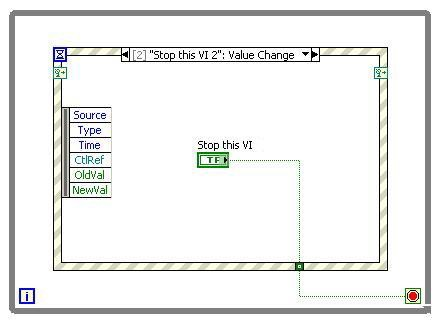 [2] "Stop this VI 2": Value Change
Source
Type
Time
CtlRef
OldVal
NewVal
Stop this VI
TF
i